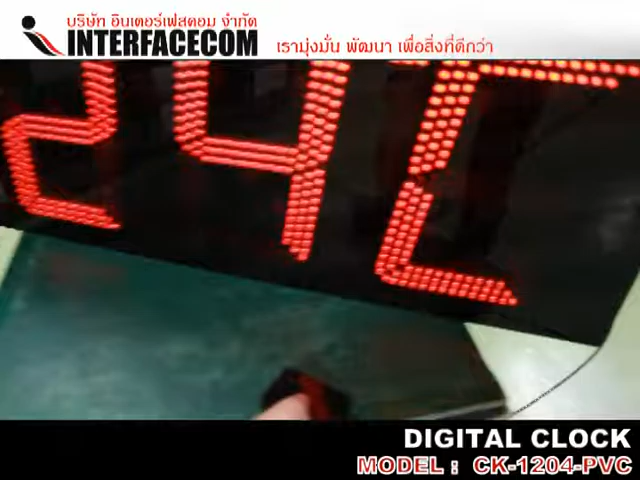 บริษัท อินเตอร์เฟสคอม จำกัด
INTERFACECOM
เรามุ่งมั่น พัฒนา เพื่อสิ่งที่ดีกว่า
24C
DIGITAL CLOCK
MODEL : CK-1204-PVC